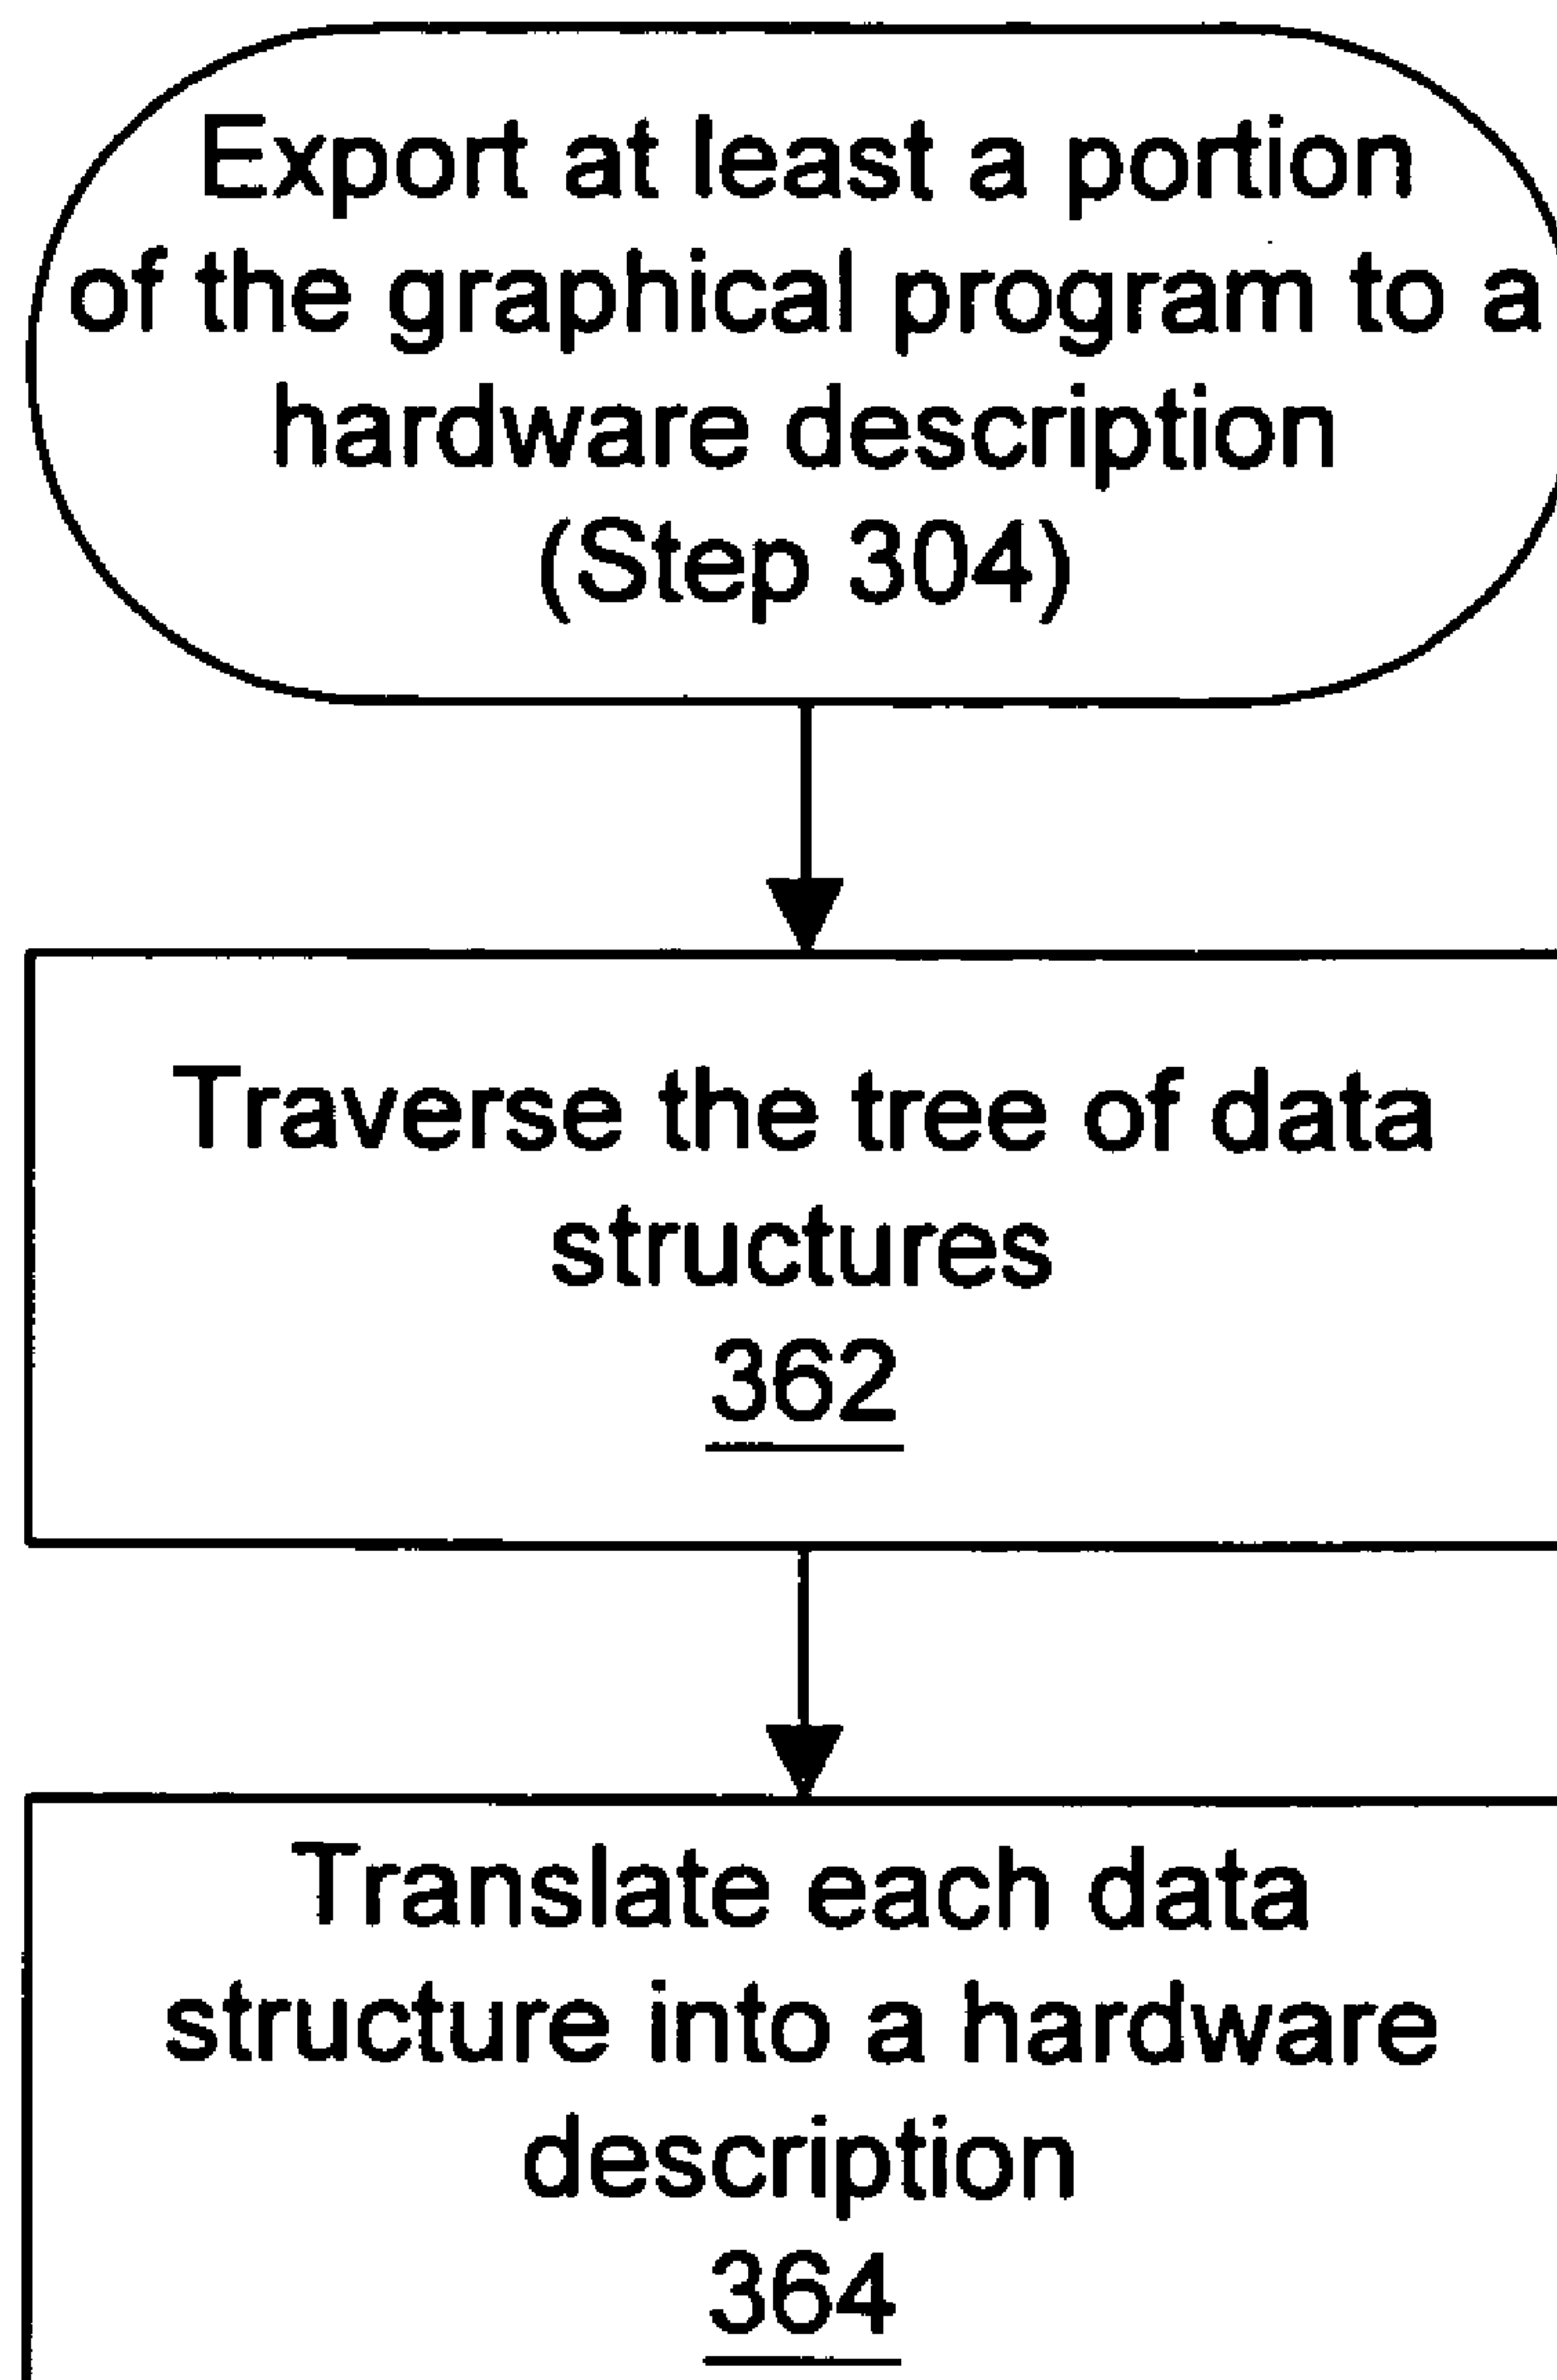 Export at least a portion
of the graphical program to a
hardware description
(Step 304)
Traverse the tree of data
structures
362
Translate each data
structure into a hardware
description
364